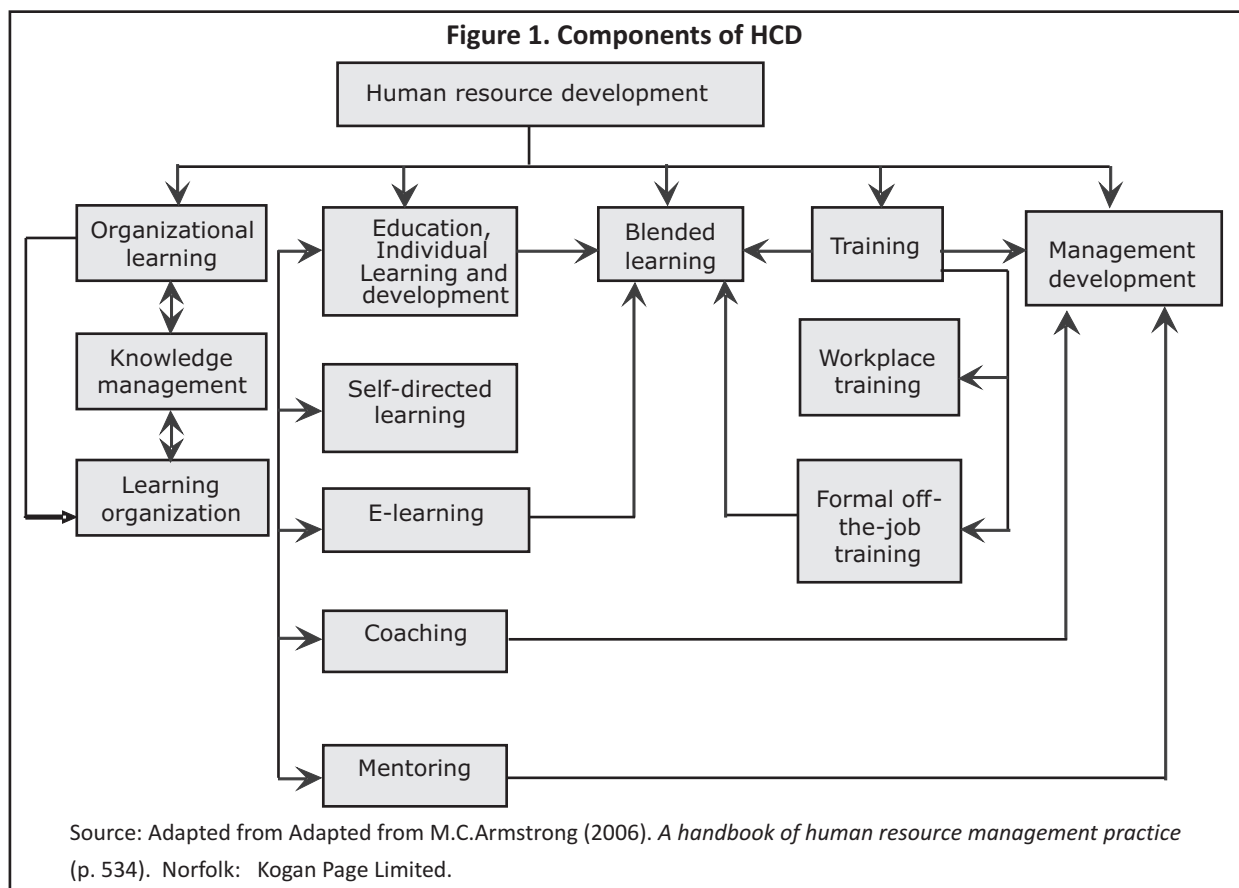 Figure 1. Components of HCD
Human resource development
Organizational
learning
Education,
Individual
Learning and
development
Blended
learning
Training
Management
development
Knowledge
management
Self-directed
learning
Workplace
training
Learning
organization
E-learning
Formal off-
the-job
training
Coaching
Mentoring
Source: Adapted from Adapted from M.C.Armstrong (2006). A handbook of human resource management practice
(p. 534). Norfolk: Kogan Page Limited.